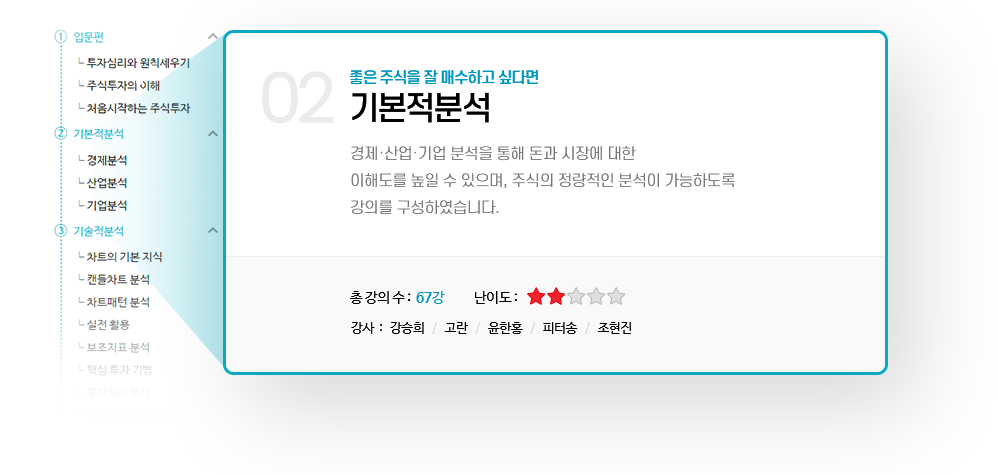 ① 입문편
└ 투자심리와 원칙세우기
└ 주식투자의 이해
└ 처음시작하는 주식투자
② 기본적분석
└ 경제분석
└ 산업분석
└ 기업분석
③ 기술적분석
└ 차트의 기본 지식
└ 캔들차트 분석
└ 차트패턴 분석
└ 실전 활용
└ 보조지표 분석
└ 핵심 투자 기법
└ 투자심리 분석
02
좋은 주식을 잘 매수하고 싶다면
기본적분석
경제·산업·기업 분석을 통해 돈과 시장에 대한
이해도를 높일 수 있으며, 주식의 정량적인 분석이 가능하도록
강의를 구성하였습니다.
총 강의 수 : 67강 난이도 :
강사 : 강승희 / 고란 / 윤한홀 / 피터송 / 조현진